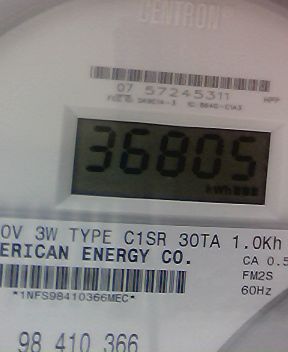 CENTRON
07 57245311
36805
kWh
0V 3W TYPE C1SR 30TA 1.0Kh
ERICAN ENERGY CO.
CA 0.5
FM2S
*1NFS98410366MEC*
60Hz
98 410 366